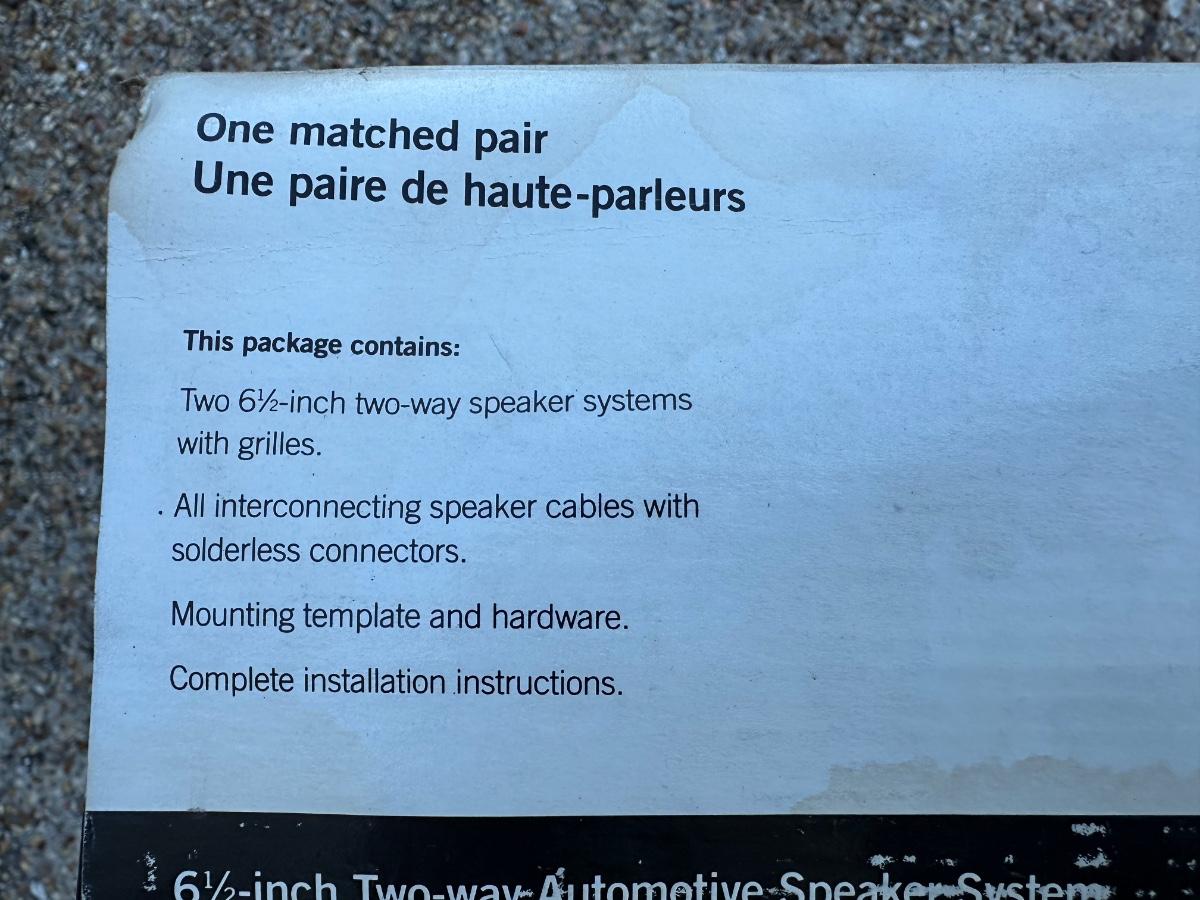 One matched pair
Une paire de haute-parleurs
This package contains:
Two 6½-inch two-way speaker systems
with grilles.
All interconnecting speaker cables with
solderless connectors.
Mounting template and hardware.
Complete installation instructions.
6½-inch Two-way Automotive Speaker System